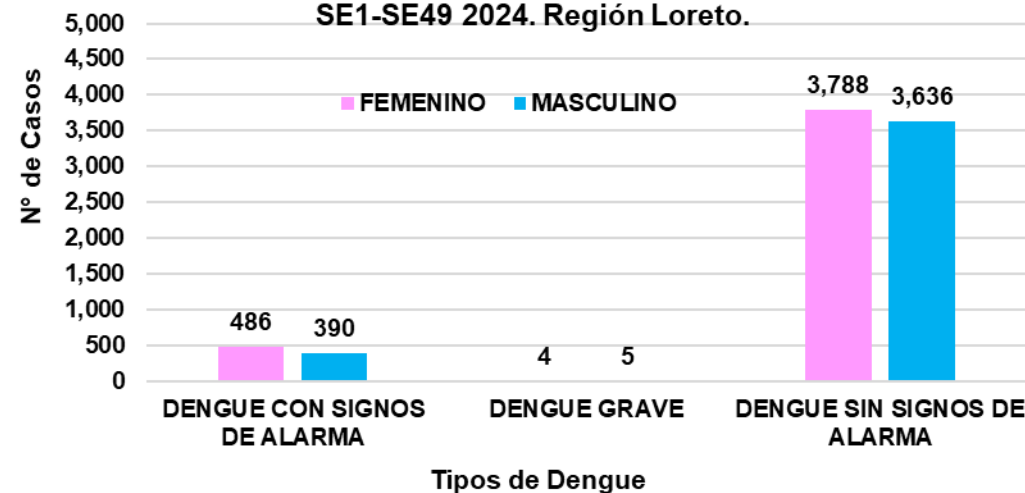 SE1-SE49 2024. Región Loreto.
N° de Casos
5,000
4,500
4,000
3,500
3,000
2,500
2,000
1,500
1,000
500
0
FEMENINO MASCULINO
486 390
4 5
3,788 3,636
DENGUE CON SIGNOS
DE ALARMA
DENGUE GRAVE
DENGUE SIN SIGNOS DE
ALARMA
Tipos de Dengue